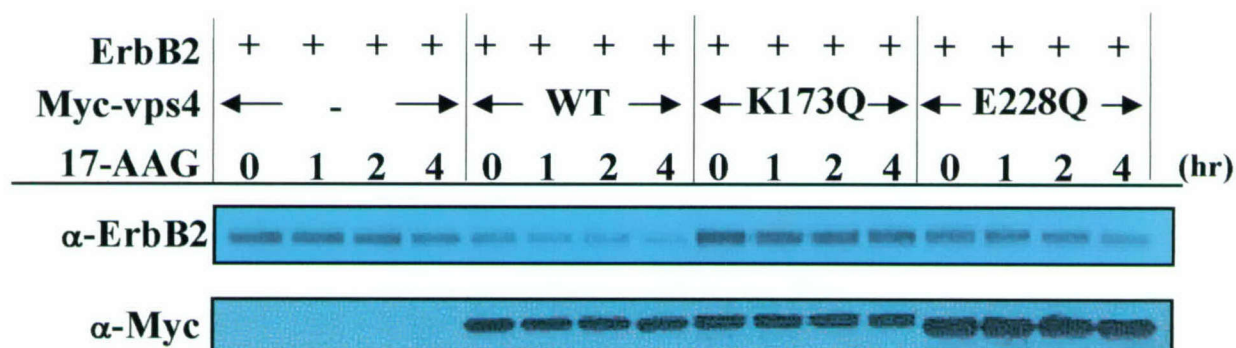 ErbB2 + + + + + + + + + + + + + + + +
Myc-vps4 ← - → ← WT → ← K173Q → ← E228Q →
17-AAG 0 1 2 4 0 1 2 4 0 1 2 4 0 1 2 4 (hr)
α-ErbB2
α-Myc